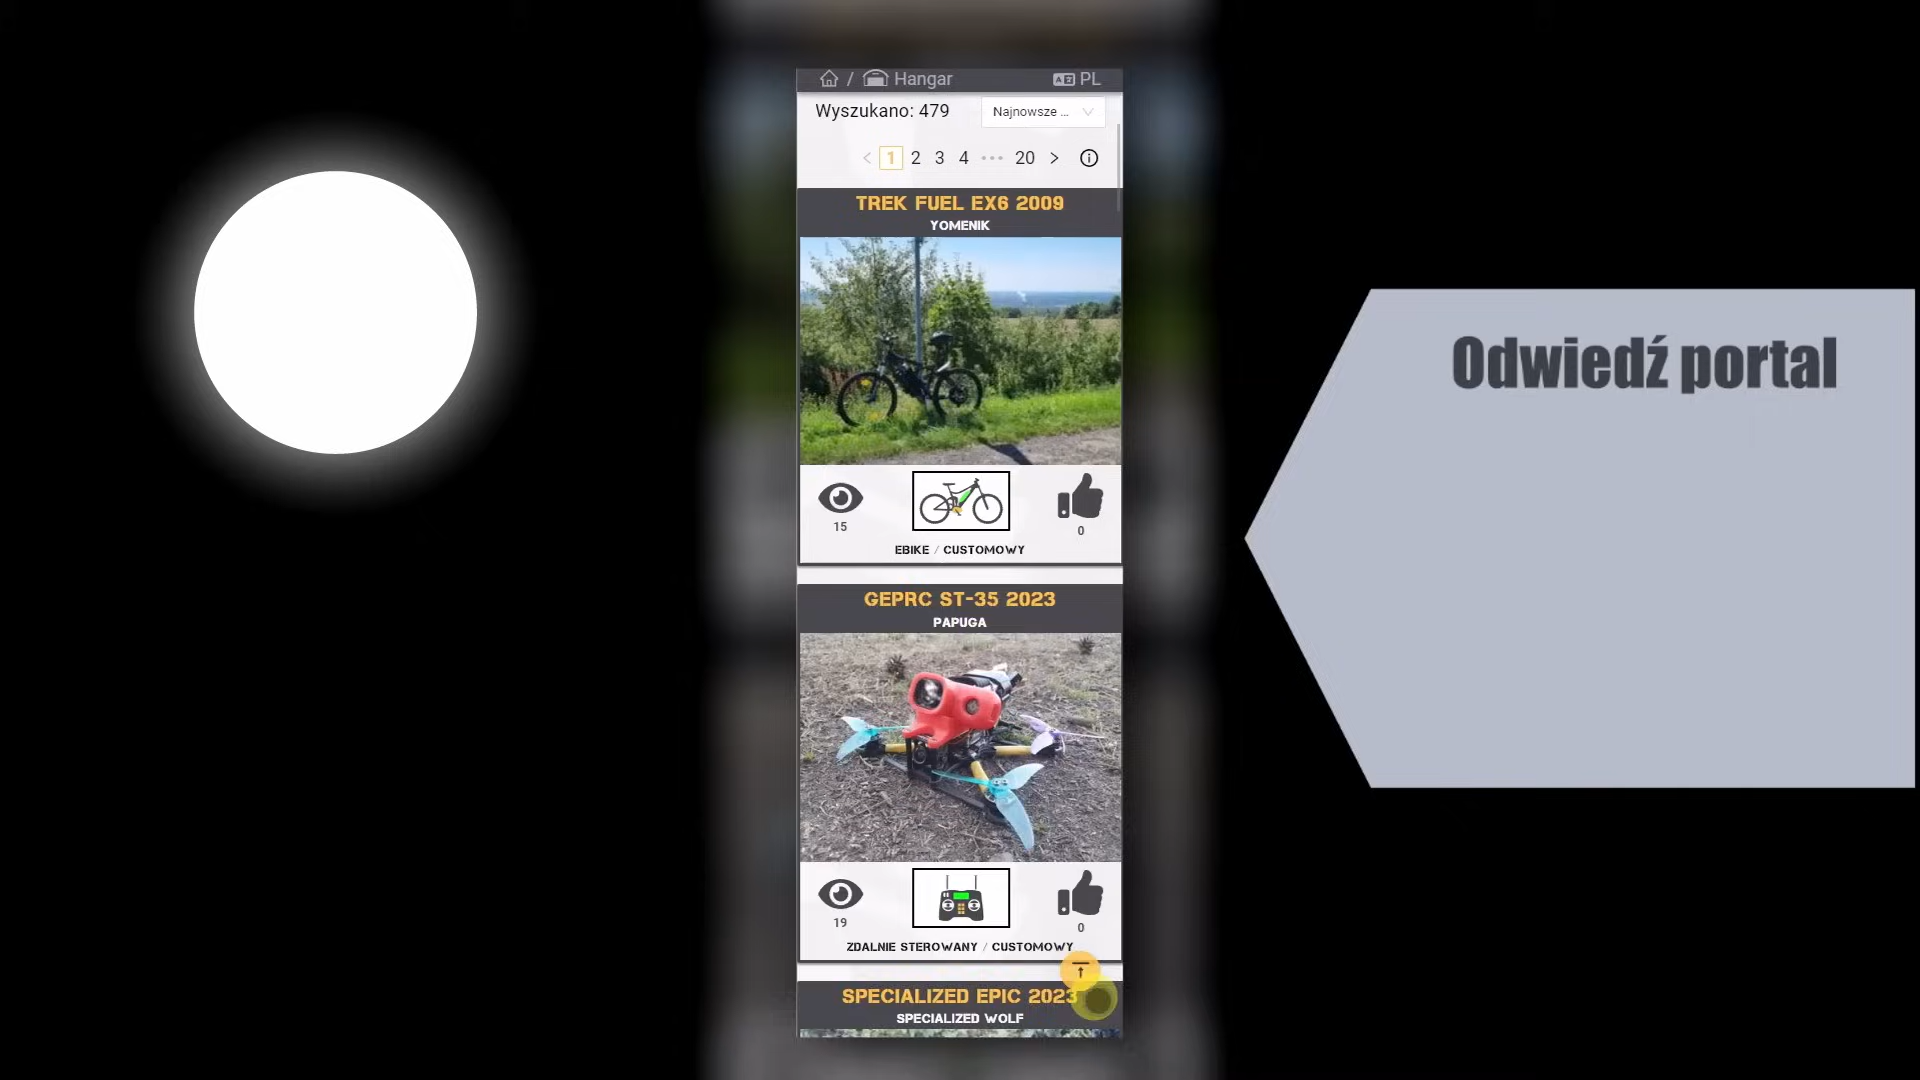 / Hangar PL
Wyszukano: 479
Najnowsze ...
1 2 3 4 ••• 20
TREK FUEL EX6 2009
YOMENIK
15
0
EBIKE / CUSTOMOWY
GEPRC ST-35 2023
PAPUGA
19
0
ZDALNIE STEROWANY / CUSTOMOWY
SPECIALIZED EPIC 2023
SPECIALIZED WOLF
Odwiedź portal